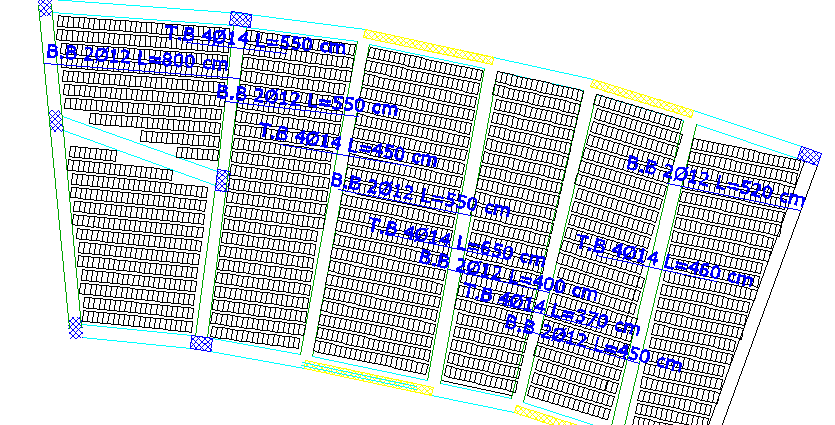 T.B 4Ø14 L=550 cm
B.B 2Ø12 L=800 cm
B.B 2Ø12 L=550 cm
T.B 4Ø14 L=450 cm
B.B 2Ø12 L=520 cm
B.B 2Ø12 L=550 cm
T.B 4Ø14 L=650 cm
T.B 4Ø14 L=460 cm
B.B 2Ø12 L=400 cm
T.B 4Ø14 L=370 cm
B.B 2Ø12 L=450 cm